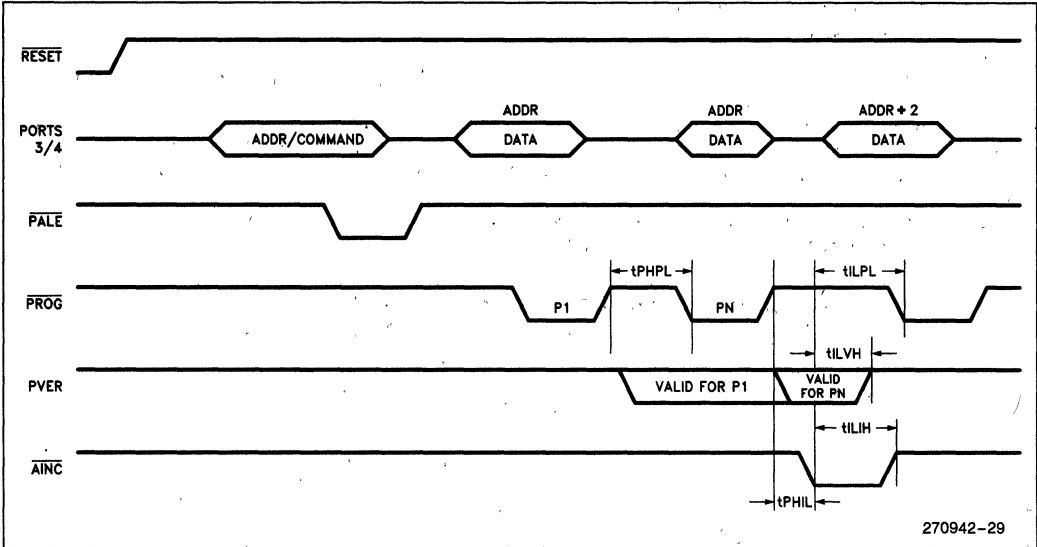 RESET
ADDR ADDR ADDR + 2
PORTS
3/4
ADDR/COMMAND DATA DATA DATA
PALE
tPHPL tILPL
PROG
P1 PN
tILVH
PVER
VALID FOR P1
VALID
FOR PN
tILIH
AINC
tPHIL
270942-29